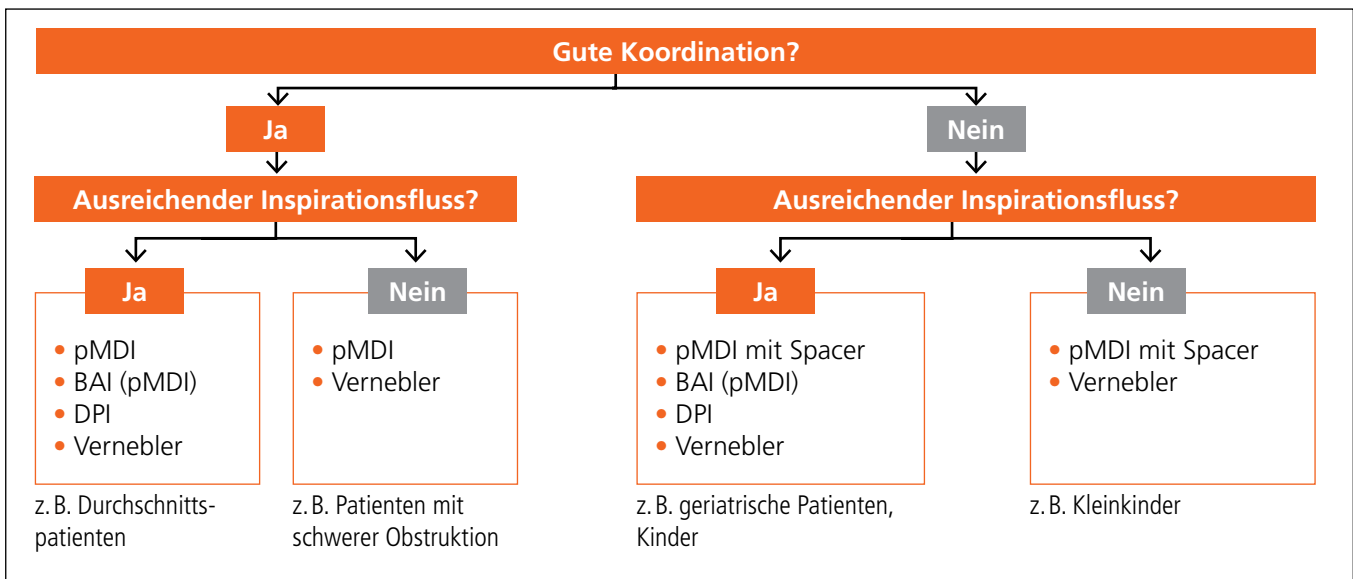 Gute Koordination?
Ja
Nein
Ausreichender Inspirationsfluss?
Ausreichender Inspirationsfluss?
Ja
• pMDI
• BAI (pMDI)
• DPI
• Vernebler
z. B. Durchschnitts-
patienten
Nein
• pMDI
• Vernebler
z. B. Patienten mit
schwerer Obstruktion
Ja
• pMDI mit Spacer
• BAI (pMDI)
• DPI
• Vernebler
z. B. geriatrische Patienten,
Kinder
Nein
• pMDI mit Spacer
• Vernebler
z. B. Kleinkinder